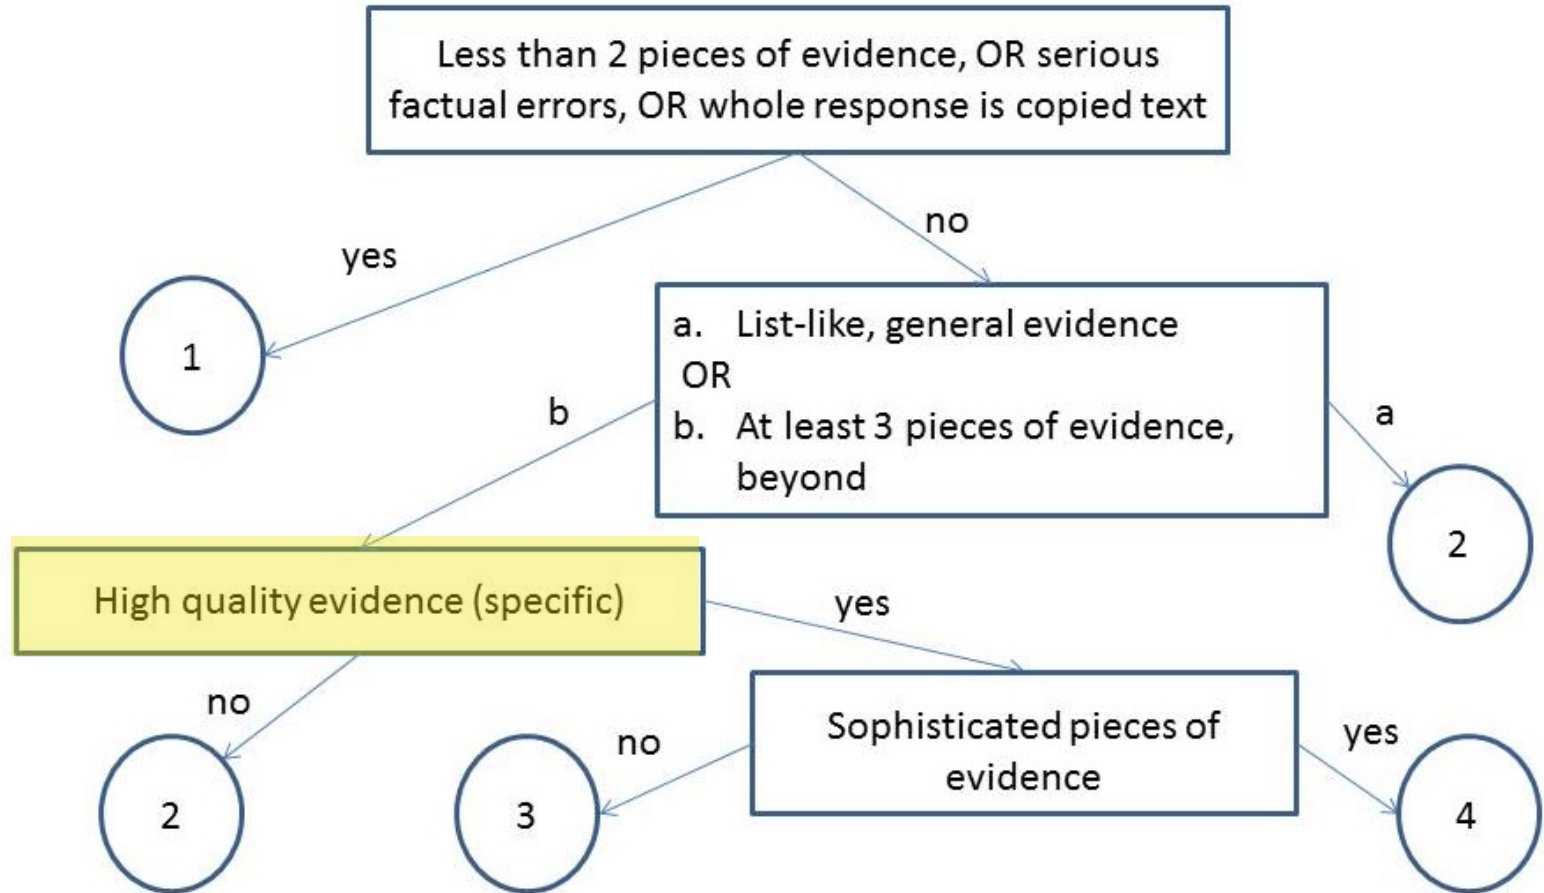 Less than 2 pieces of evidence, OR serious
factual errors, OR whole response is copied text
yes
no
1
a. List-like, general evidence
OR
b. At least 3 pieces of evidence,
beyond
b
a
2
High quality evidence (specific)
yes
no
2
Sophisticated pieces of
evidence
no
yes
3
4